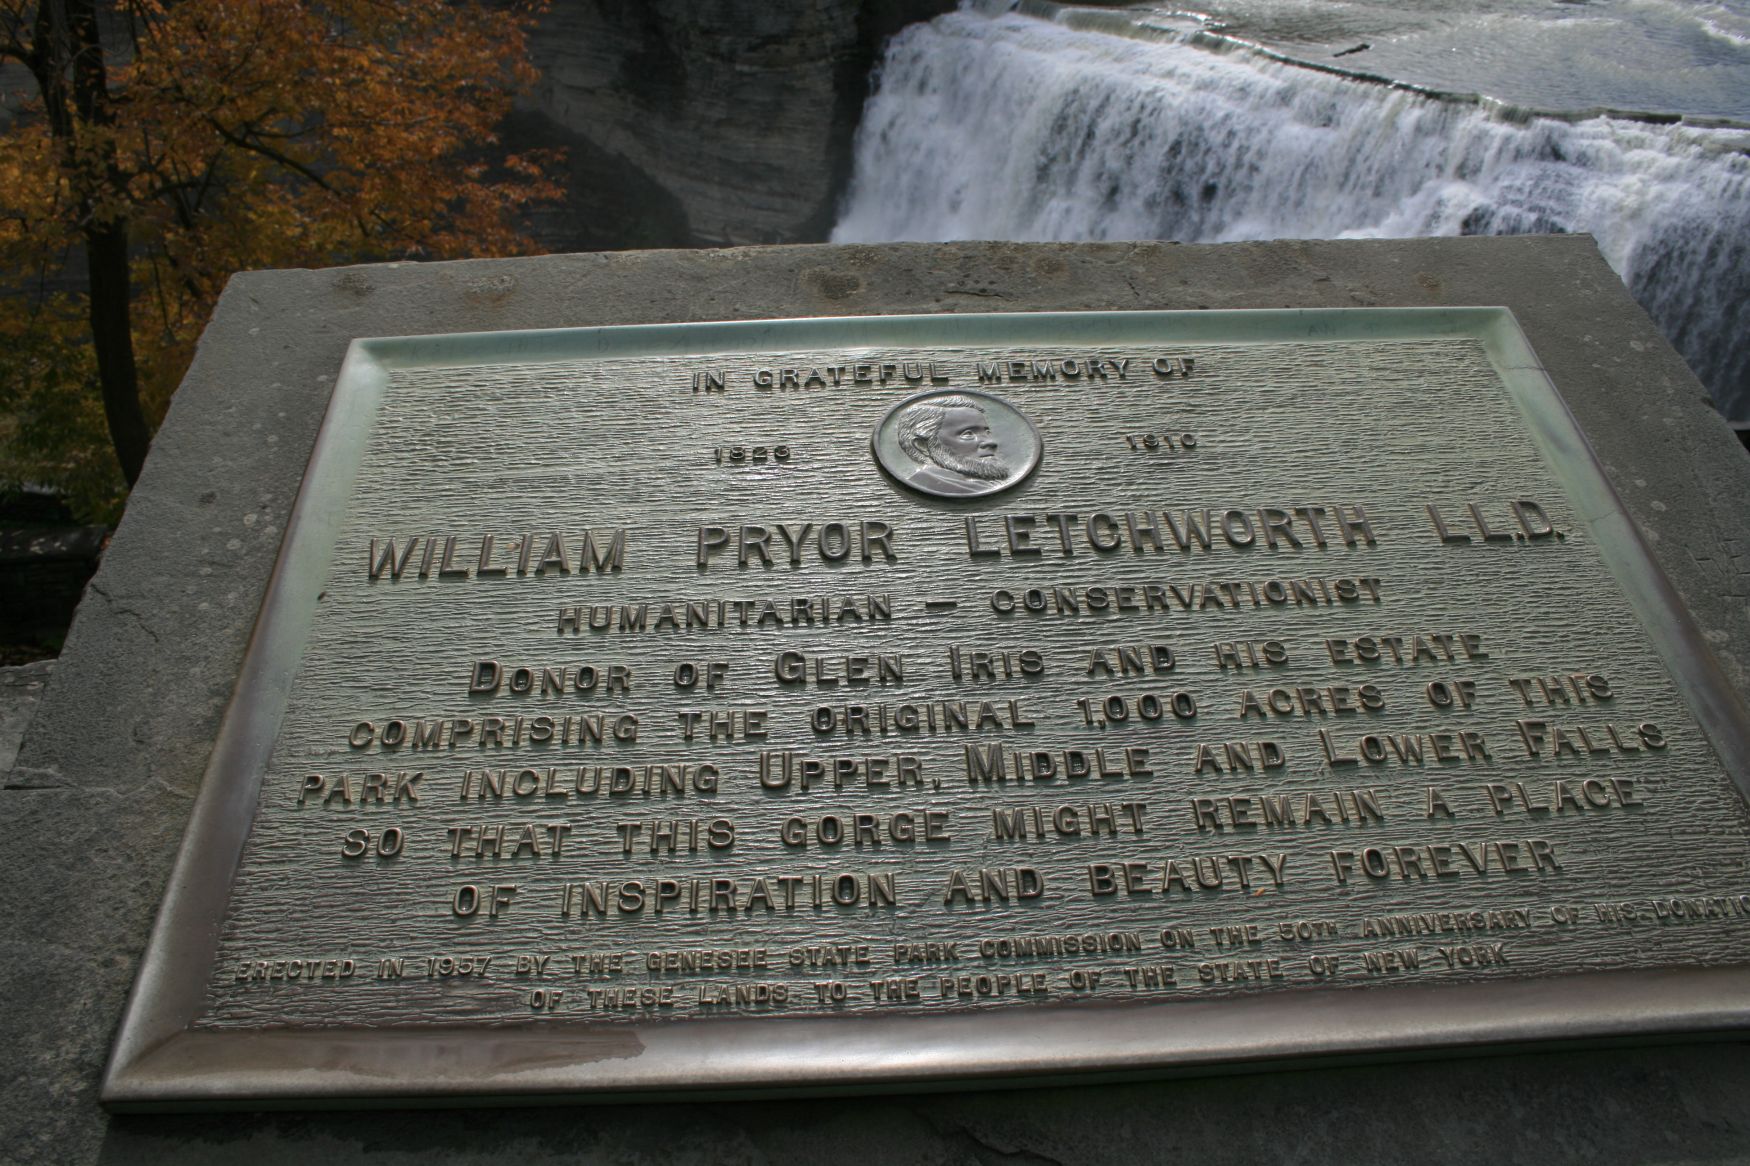 IN GRATEFUL MEMORY OF
1823 1910
WILLIAM PRYOR LETCHWORTH LL.D.
HUMANITARIAN – CONSERVATIONIST
DONOR OF GLEN IRIS AND HIS ESTATE
COMPRISING THE ORIGINAL 1,000 ACRES OF THIS
PARK INCLUDING UPPER, MIDDLE AND LOWER FALLS
SO THAT THIS GORGE MIGHT REMAIN A PLACE
OF INSPIRATION AND BEAUTY FOREVER
ERECTED IN 1957 BY THE GENESEE STATE PARK COMMISSION ON THE 50TH ANNIVERSARY OF HIS DONATIO
OF THESE LANDS TO THE PEOPLE OF THE STATE OF NEW YORK